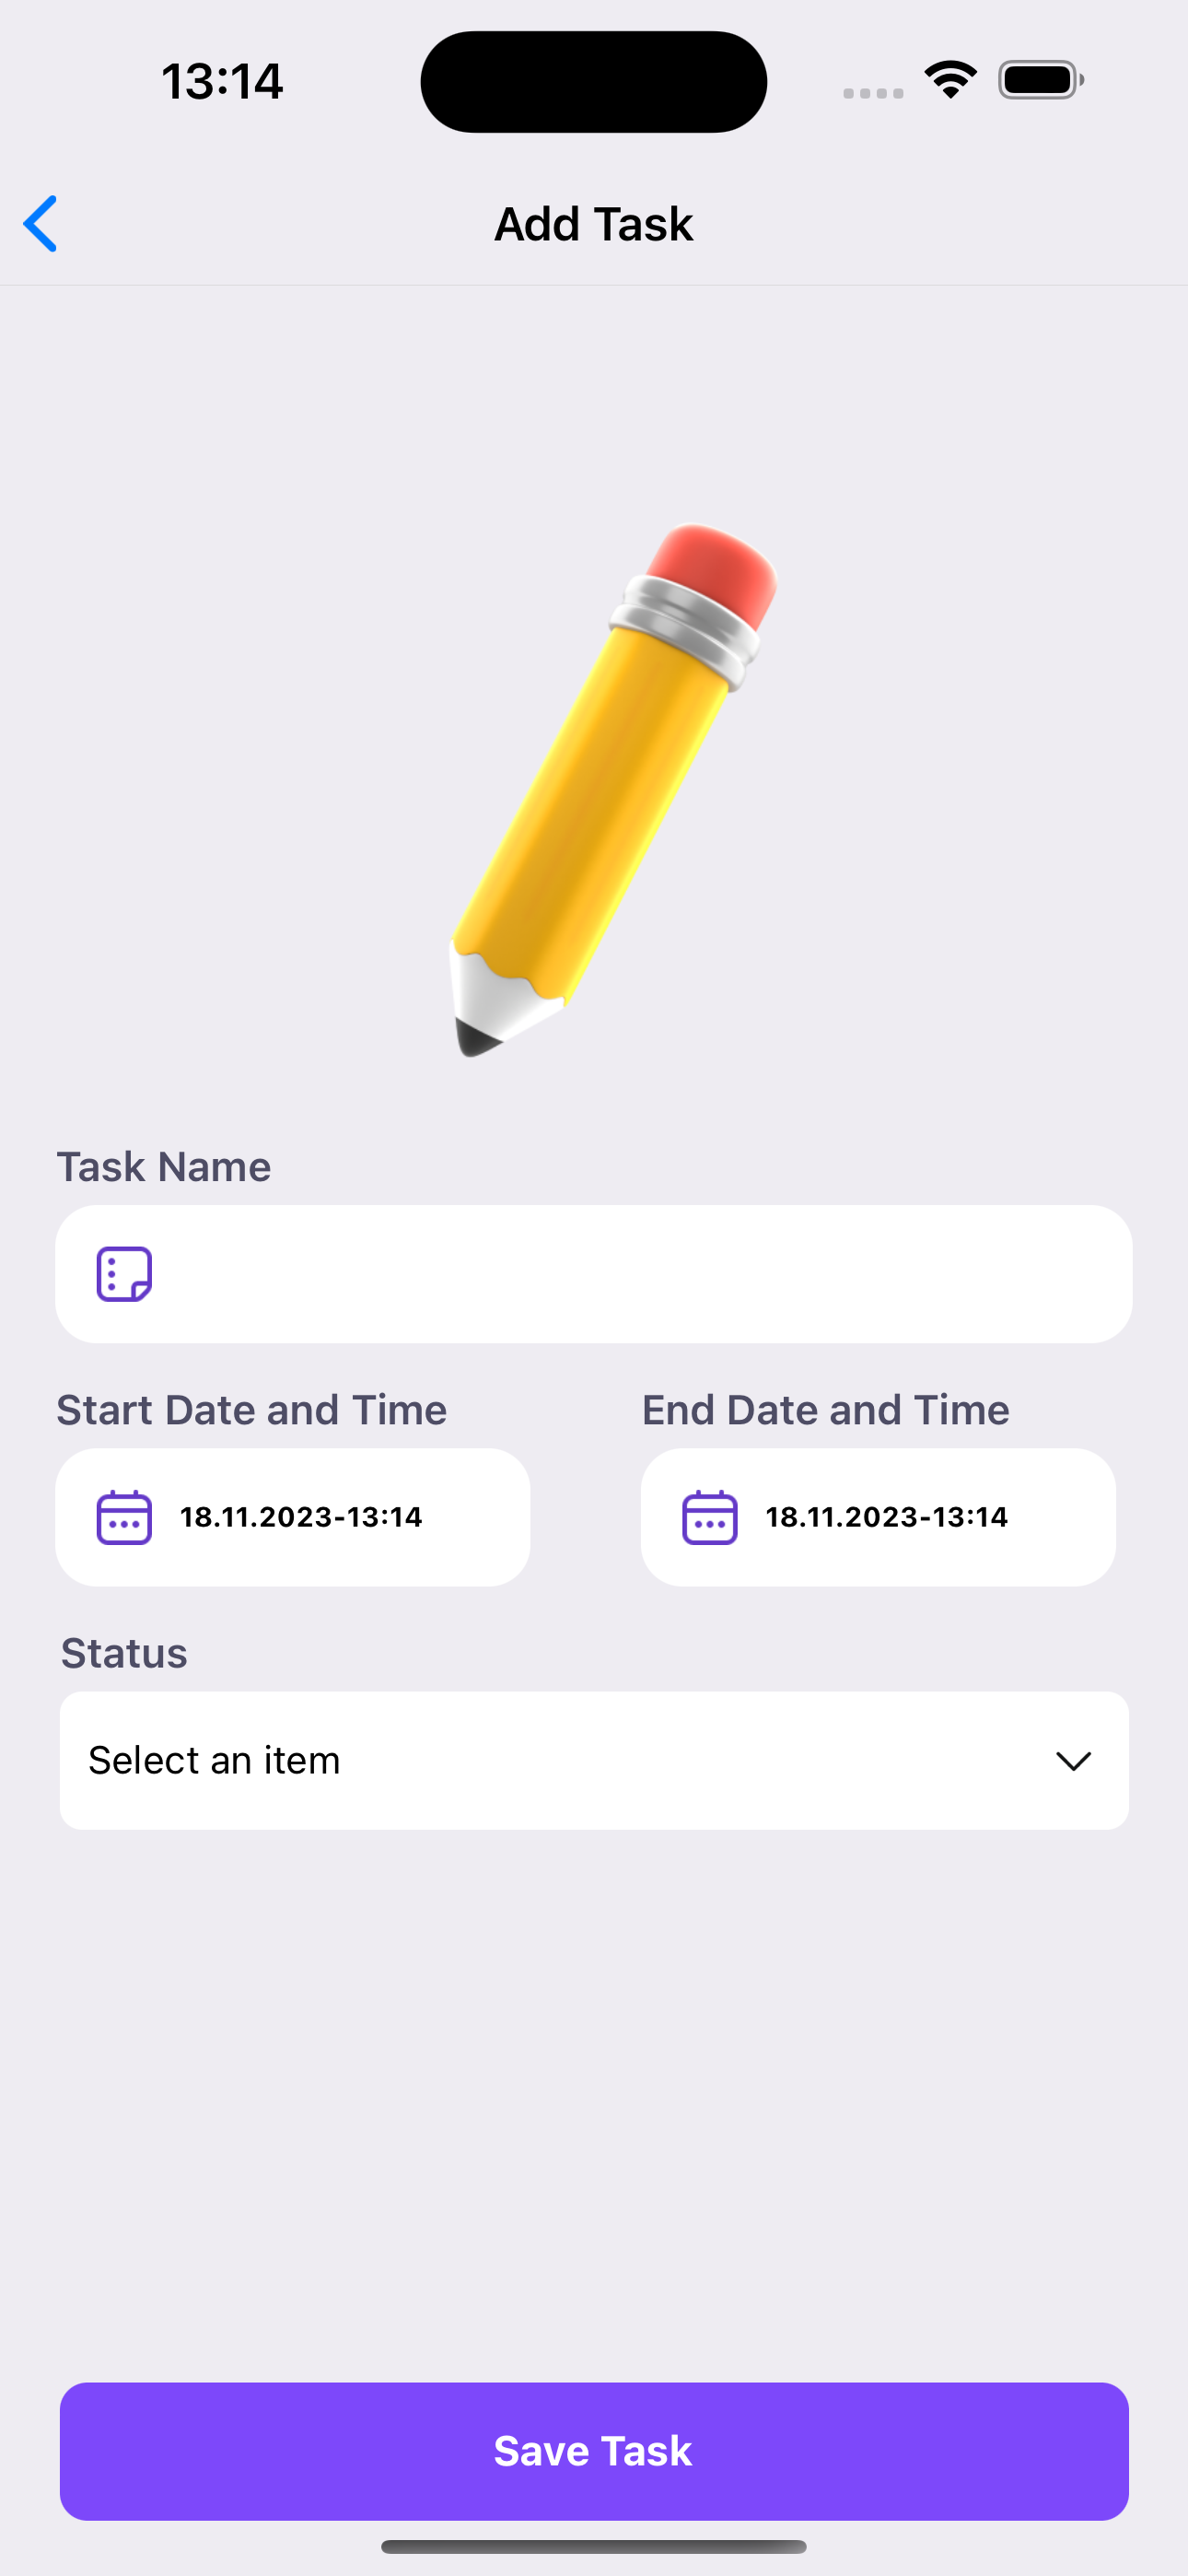 13:14
Add Task
Task Name
Start Date and Time End Date and Time
18.11.2023-13:14 18.11.2023-13:14
Status
Select an item
Save Task